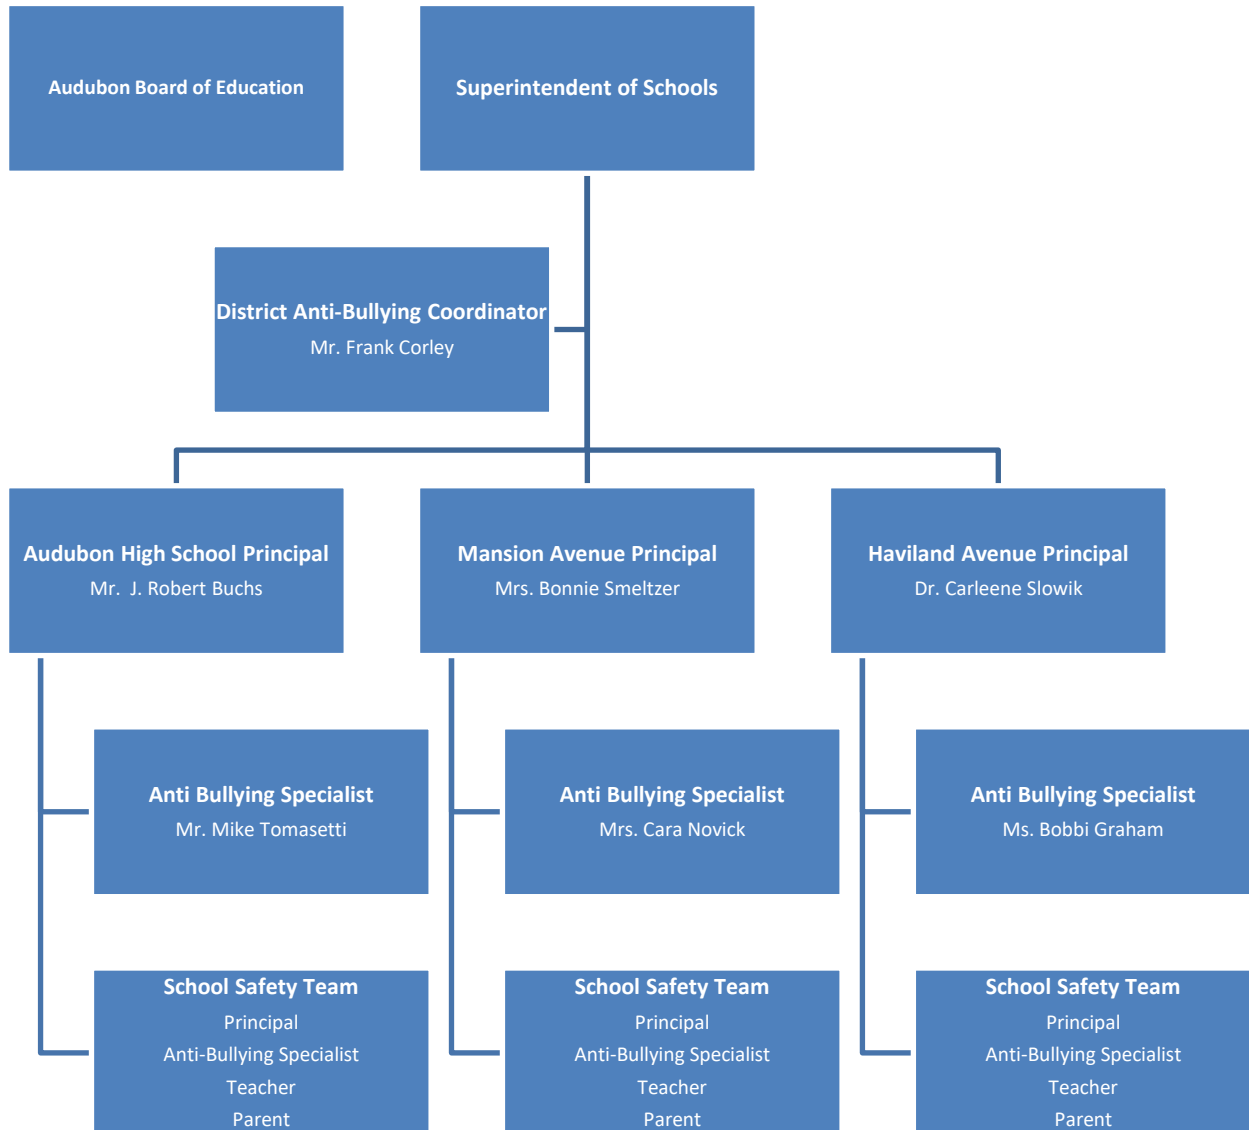 Audubon Board of Education
Superintendent of Schools
District Anti-Bullying Coordinator
Mr. Frank Corley
Audubon High School Principal
Mr.  J. Robert Buchs
Mansion Avenue Principal
Mrs. Bonnie Smeltzer
Haviland Avenue Principal
Dr. Carleene Slowik
Anti Bullying Specialist
Mr. Mike Tomasetti
Anti Bullying Specialist
Mrs. Cara Novick
Anti Bullying Specialist
Ms. Bobbi Graham
School Safety Team
Principal
Anti-Bullying Specialist
Teacher
Parent
School Safety Team
Principal
Anti-Bullying Specialist
Teacher
Parent
School Safety Team
Principal
Anti-Bullying Specialist
Teacher
Parent